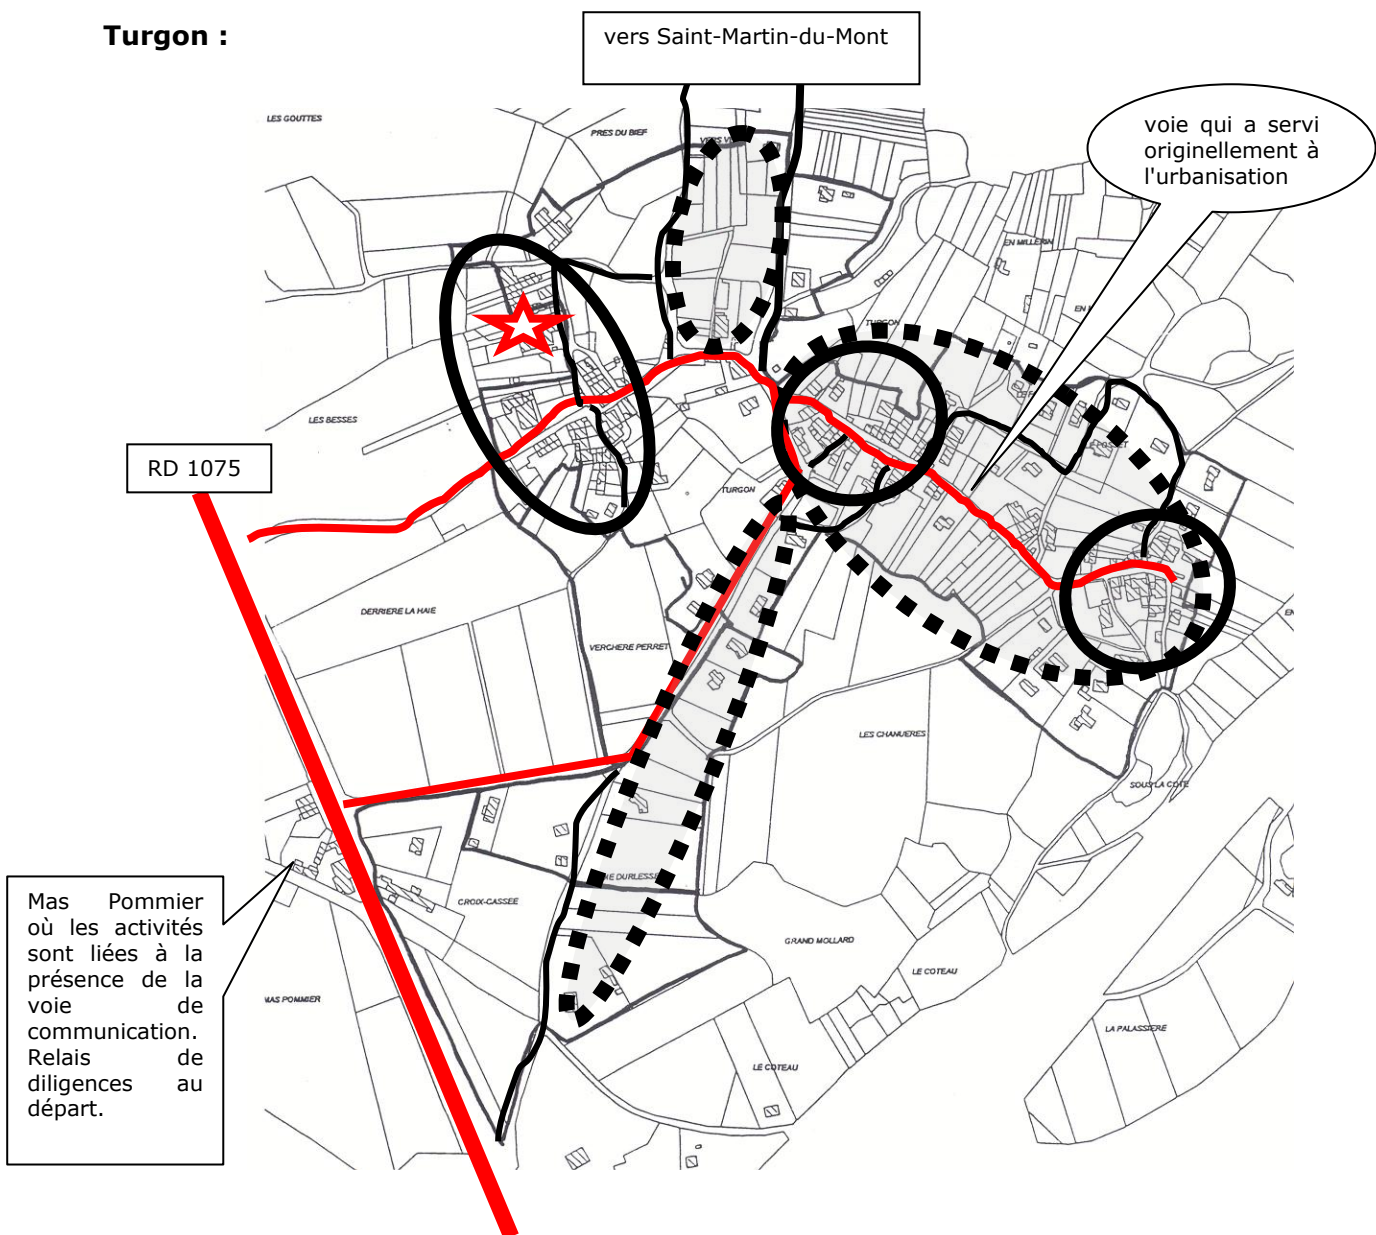 Turgon :
vers Saint-Martin-du-Mont
voie qui a servi
originellement à
l'urbanisation
LES GOUTTES
PRES DU BIEF
EN MILLERIN
TURGON
LES BESSES
RD 1075
TURGON
DERRIERE LA HAIE
VERCHERE PERRET
LES CHANUERES
SOUS LA COTE
CROIX-CASSEE
GRAND MOLLARD
LE COTEAU
MAS POMMIER
LA PALASSIERE
LE COTEAU
Mas Pommier
où les activités
sont liées à la
présence de la
voie de
communication.
Relais de
diligences au
départ.